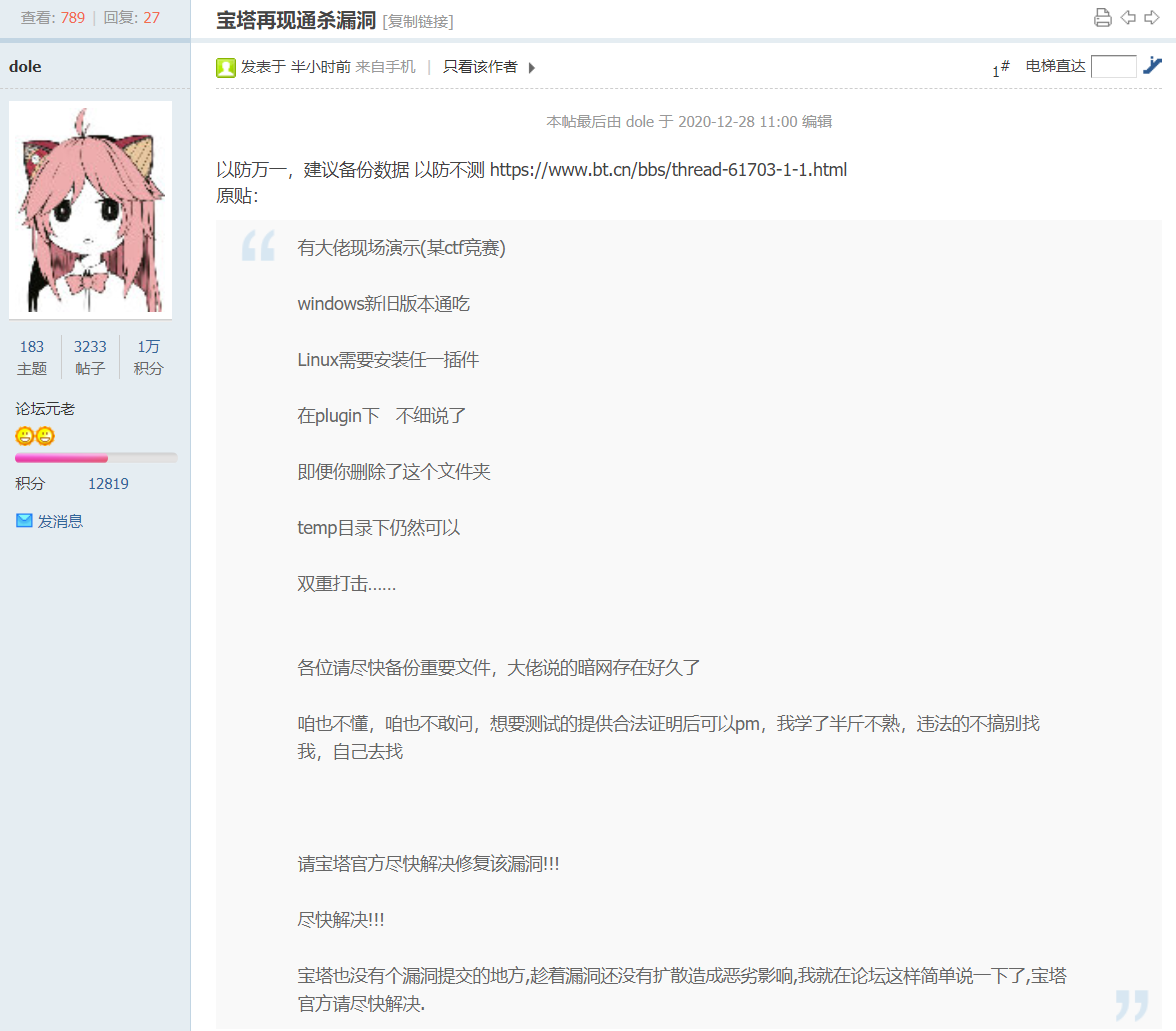 查看: 789 | 回复: 27
宝塔再现通杀漏洞 [复制链接]
dole
发表于 半小时前 来自手机 | 只看该作者
1# 电梯直达
本帖最后由 dole 于 2020-12-28 11:00 编辑
以防万一，建议备份数据 以防不测 https://www.bt.cn/bbs/thread-61703-1-1.html
原贴：
有大佬现场演示(某ctf竞赛)
windows新旧版本通吃
Linux需要安装任一插件
在plugin下 不细说了
即便你删除了这个文件夹
temp目录下仍然可以
双重打击......
各位请尽快备份重要文件，大佬说的暗网存在好久了
咱也不懂，咱也不敢问，想要测试的提供合法证明后可以pm，我学了半斤不熟，违法的不搞别找
我，自己去找
请宝塔官方尽快解决修复该漏洞!!!
尽快解决!!!
宝塔也没有个漏洞提交的地方,趁着漏洞还没有扩散造成恶劣影响,我就在论坛这样简单说一下了,宝塔
官方请尽快解决.
183 3233 1万
主题 帖子 积分
论坛元老
积分 12819
发消息